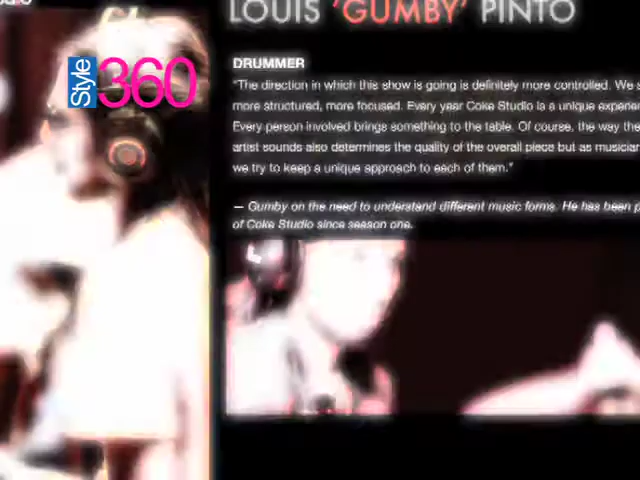 LOUIS 'GUMBY' PINTO
Style 360
DRUMMER
"The direction in which this show is going is definitely more controlled. We
more structured, more focused. Every year Coke Studio is a unique
Every person involved brings something to the table. Of course, the way
artist sounds also determines the quality of the overall piece but as
we try to keep a unique approach to each of them."
— Gumby on the need to understand different music forms. He has been
of Coke Studio since season one.